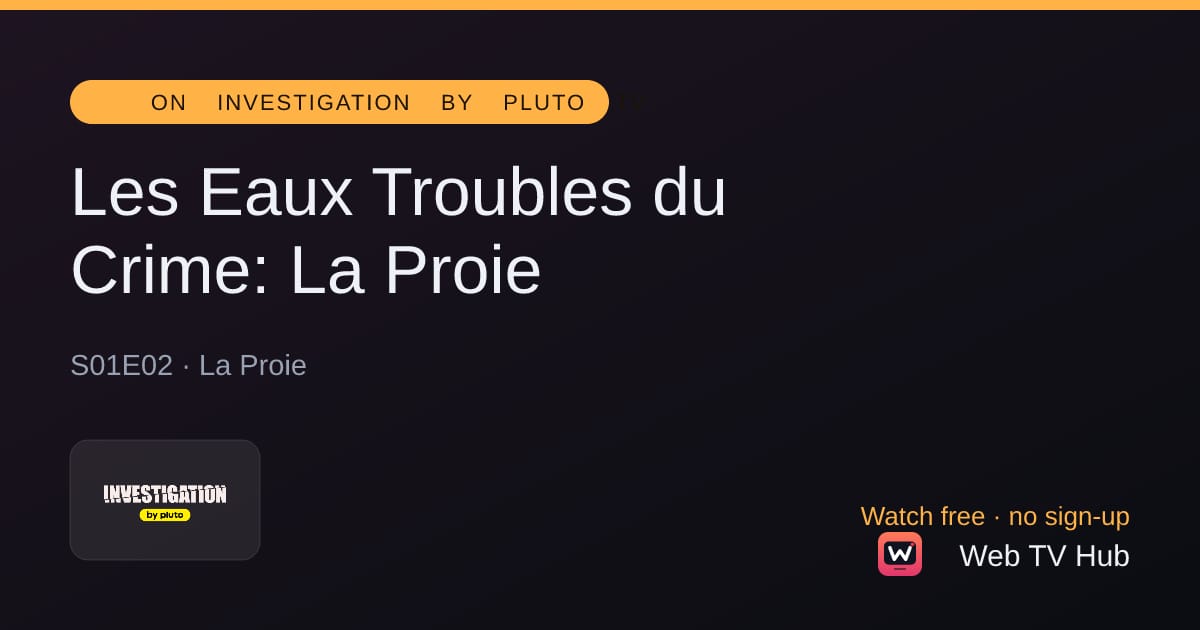 ON INVESTIGATION BY PLUTO
Les Eaux Troubles du
Crime: La Proie
S01E02 · La Proie
INVESTIGATION
by pluto
Watch free · no sign-up
W
Web TV Hub